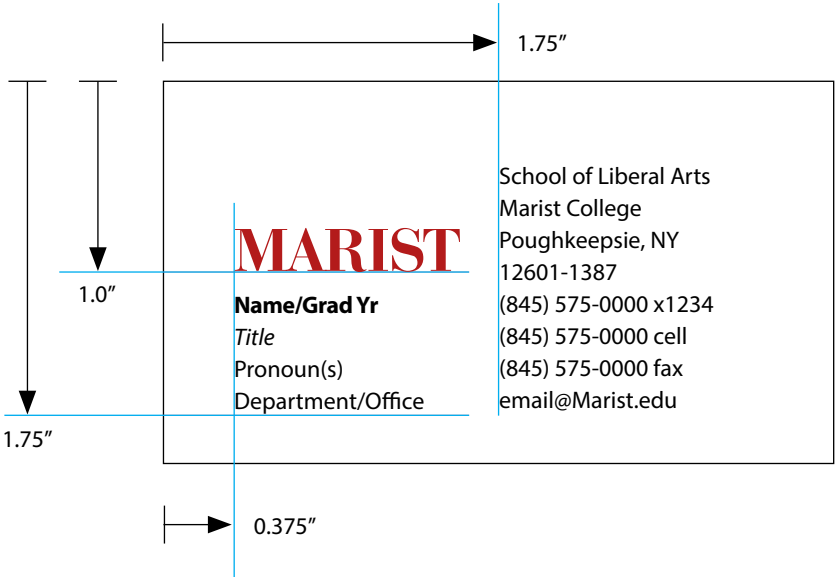 1.75”
School of Liberal Arts
Marist College
Poughkeepsie, NY
12601-1387
(845) 575-0000 x1234
(845) 575-0000 cell
(845) 575-0000 fax
email@Marist.edu
MARIST
1.0”
Name/Grad Yr
Title
Pronoun(s)
Department/Office
1.75”
0.375”